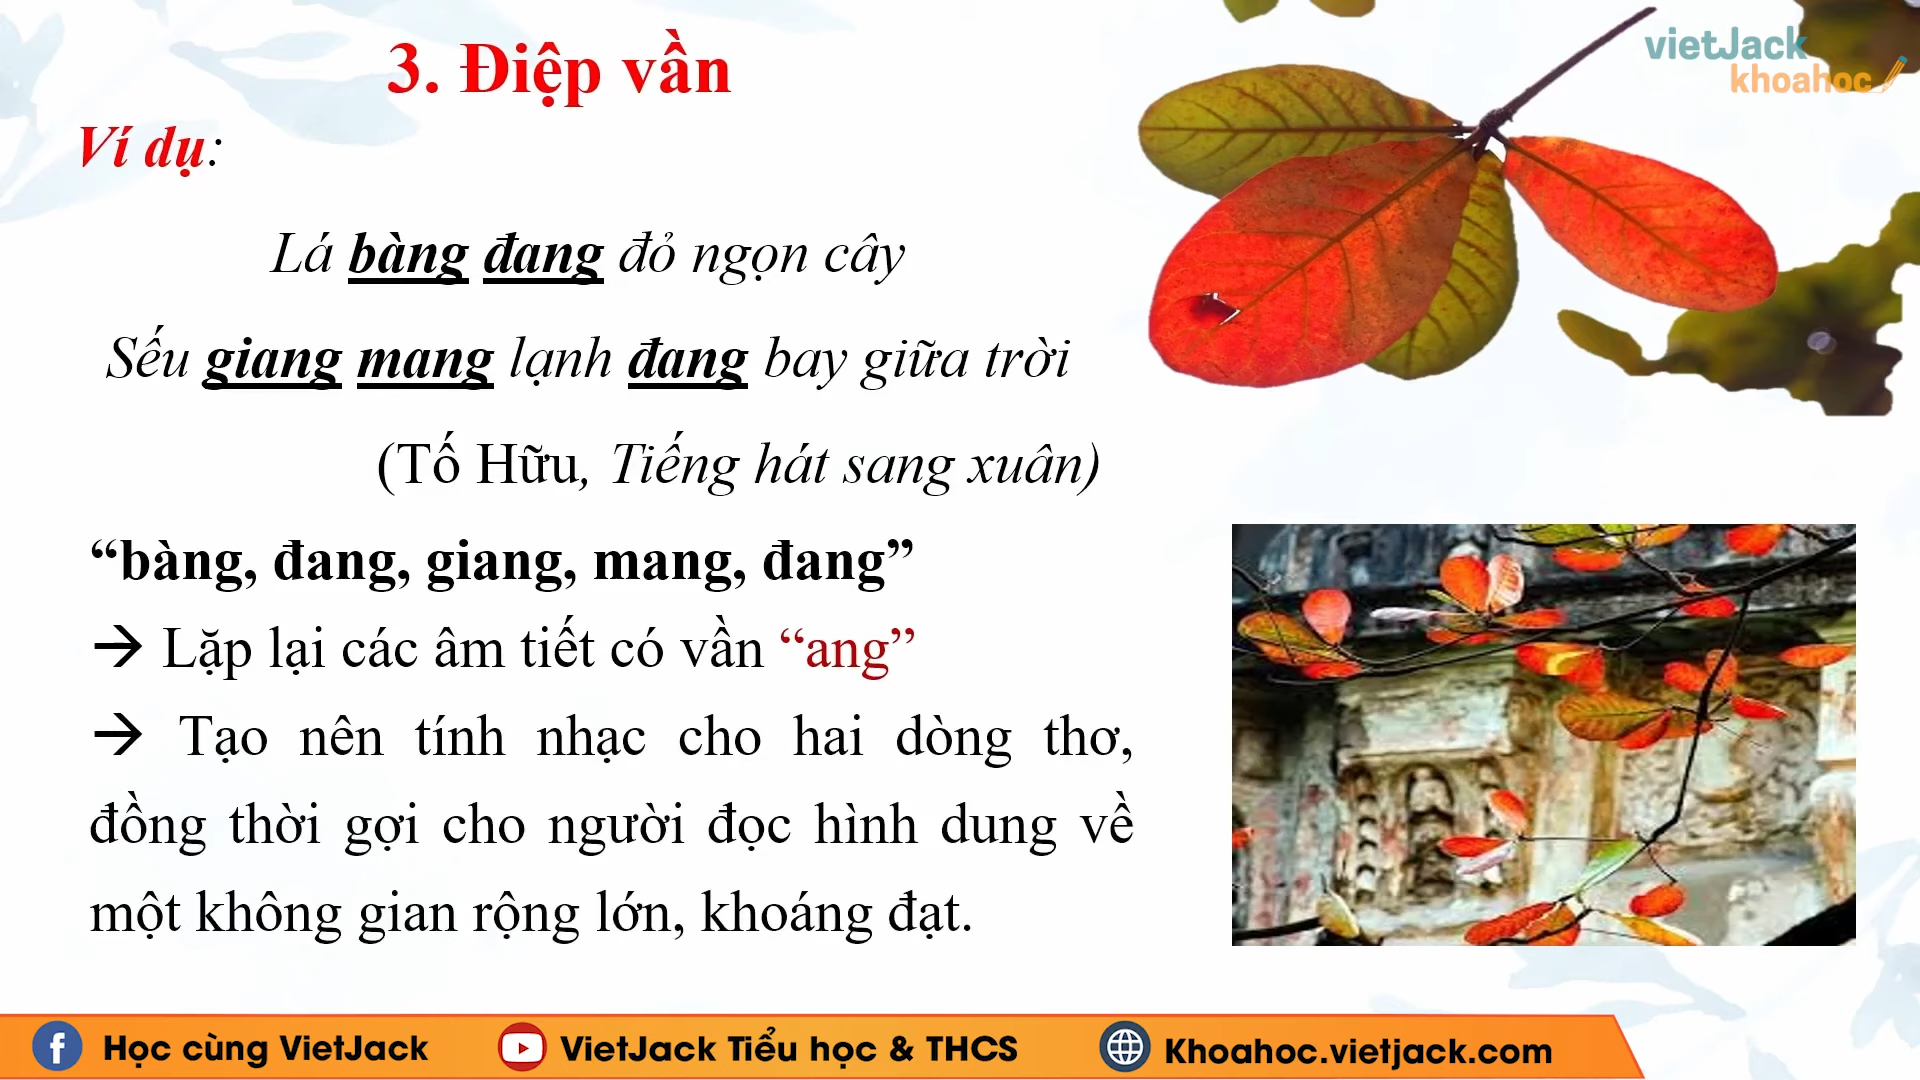 3. Điệp vần
vietJack
khoahoc
Ví dụ:
Lá bàng đang đỏ ngọn cây
Sếu giang mang lạnh đang bay giữa trời
(Tố Hữu, Tiếng hát sang xuân)
“bàng, đang, giang, mang, đang”
→ Lặp lại các âm tiết có vần “ang”
→ Tạo nên tính nhạc cho hai dòng thơ,
đồng thời gợi cho người đọc hình dung về
một không gian rộng lớn, khoáng đạt.
Học cùng VietJack
VietJack Tiểu học & THCS
Khoahoc.vietjack.com